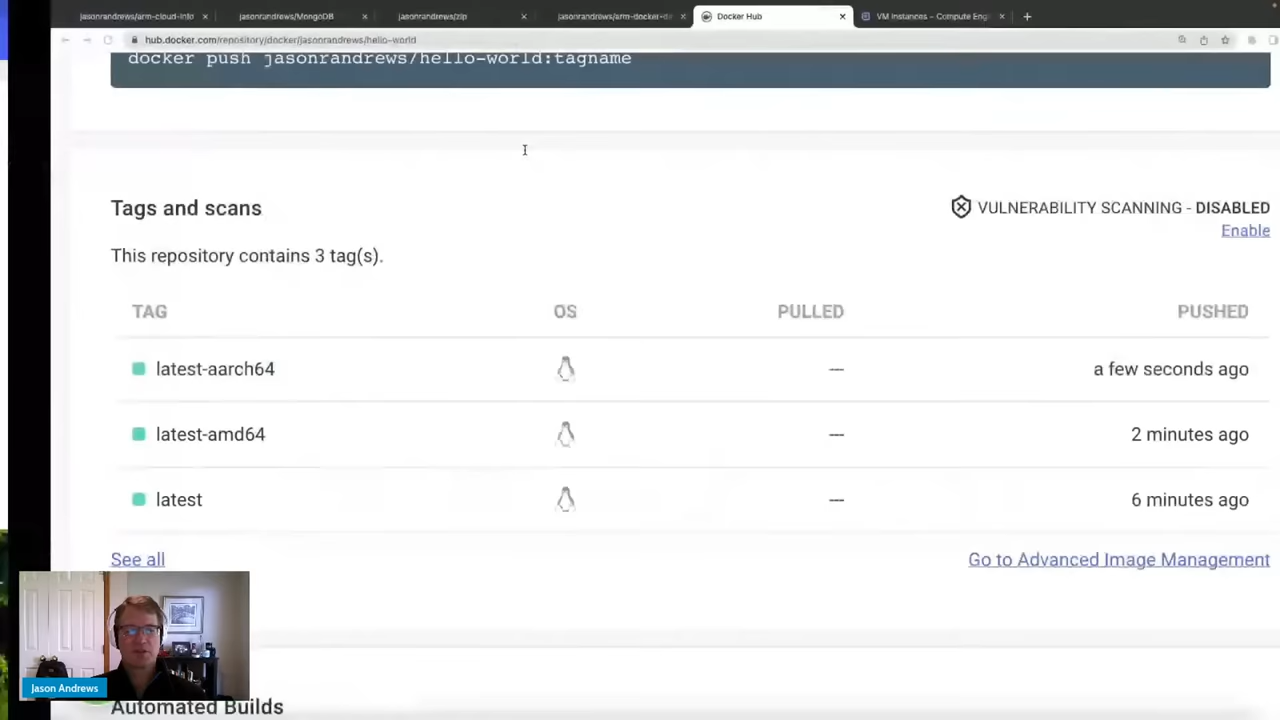 jasonrandrews/arm-cloud-info
jasonrandrews/MongoDB
jasonrandrews/zip
jasonrandrews/arm-docker-de
Docker Hub
VM instances – Compute Eng
hub.docker.com/repository/docker/jasonrandrews/hello-world
docker push jasonrandrews/hello-world:tagname
Tags and scans
VULNERABILITY SCANNING - DISABLED
Enable
This repository contains 3 tag(s).
TAG OS PULLED PUSHED
latest-aarch64 --- a few seconds ago
latest-amd64 --- 2 minutes ago
latest --- 6 minutes ago
See all Go to Advanced Image Management
Jason Andrews
Automated Builds